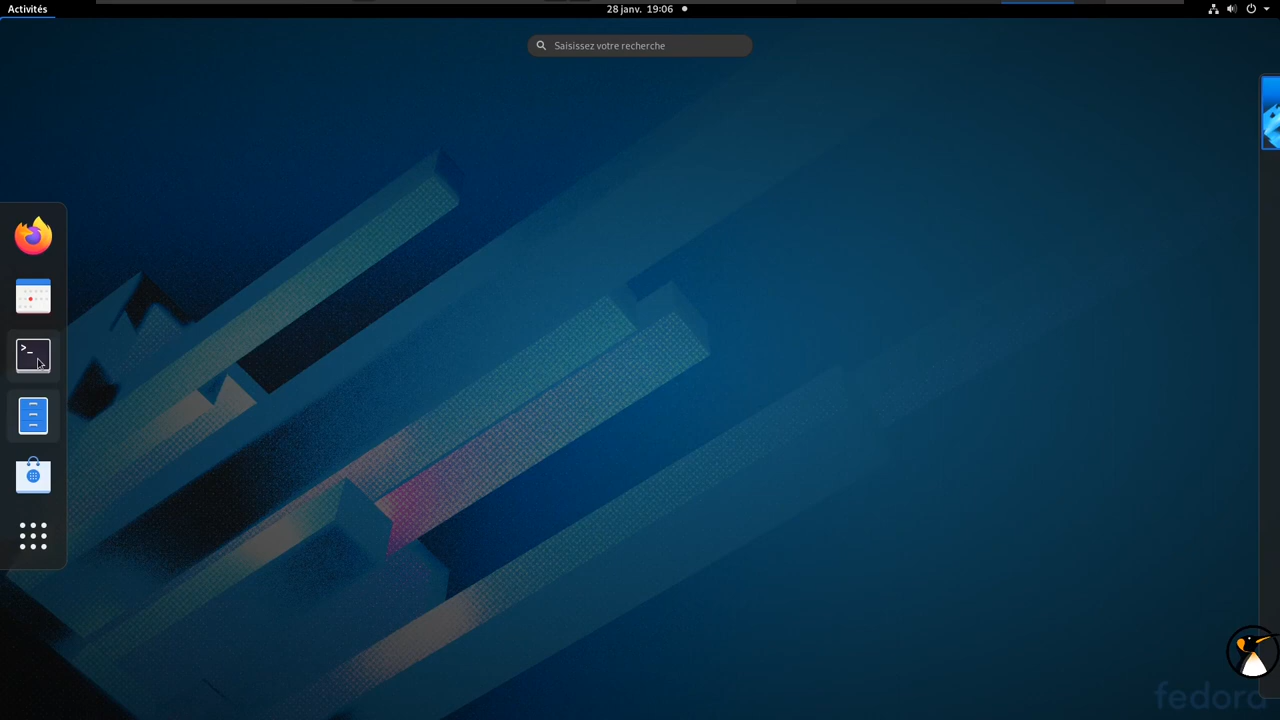 Activités
28 janv. 19:06
Saisissez votre recherche
>_
fedora